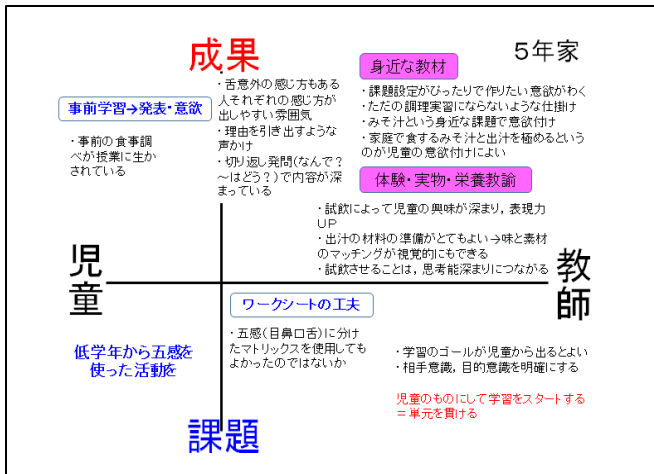 成果
５年家
身近な教材
・課題設定がぴったりで作りたい意欲がわく
・ただの調理実習にならないような仕掛け
・みそ汁という身近な課題で意欲付け
・家庭で食するみそ汁と出汁を極めるという
のが児童の意欲付けによい
事前学習→発表・意欲
・事前の食事調
べが授業に生か
されている
・舌意外の感じ方もある
人それぞれの感じ方が
出しやすい雰囲気
・理由を引き出すような
声かけ
・切り返し発問(なんで？
～はどう？)で内容が深
まっている
体験・実物・栄養教諭
・試飲によって児童の興味が深まり，表現力
UP
・出汁の材料の準備がとてもよい→味と素材
のマッチングが視覚的にもできる
・試飲させることは，思考能深まりにつながる
児童
教師
ワークシートの工夫
・五感(目鼻口舌)に分け
たマトリックスを使用しても
よかったのではないか
低学年から五感を
使った活動を
・学習のゴールが児童から出るとよい
・相手意識，目的意識を明確にする
児童のものにして学習をスタートする
＝単元を貫ける
課題